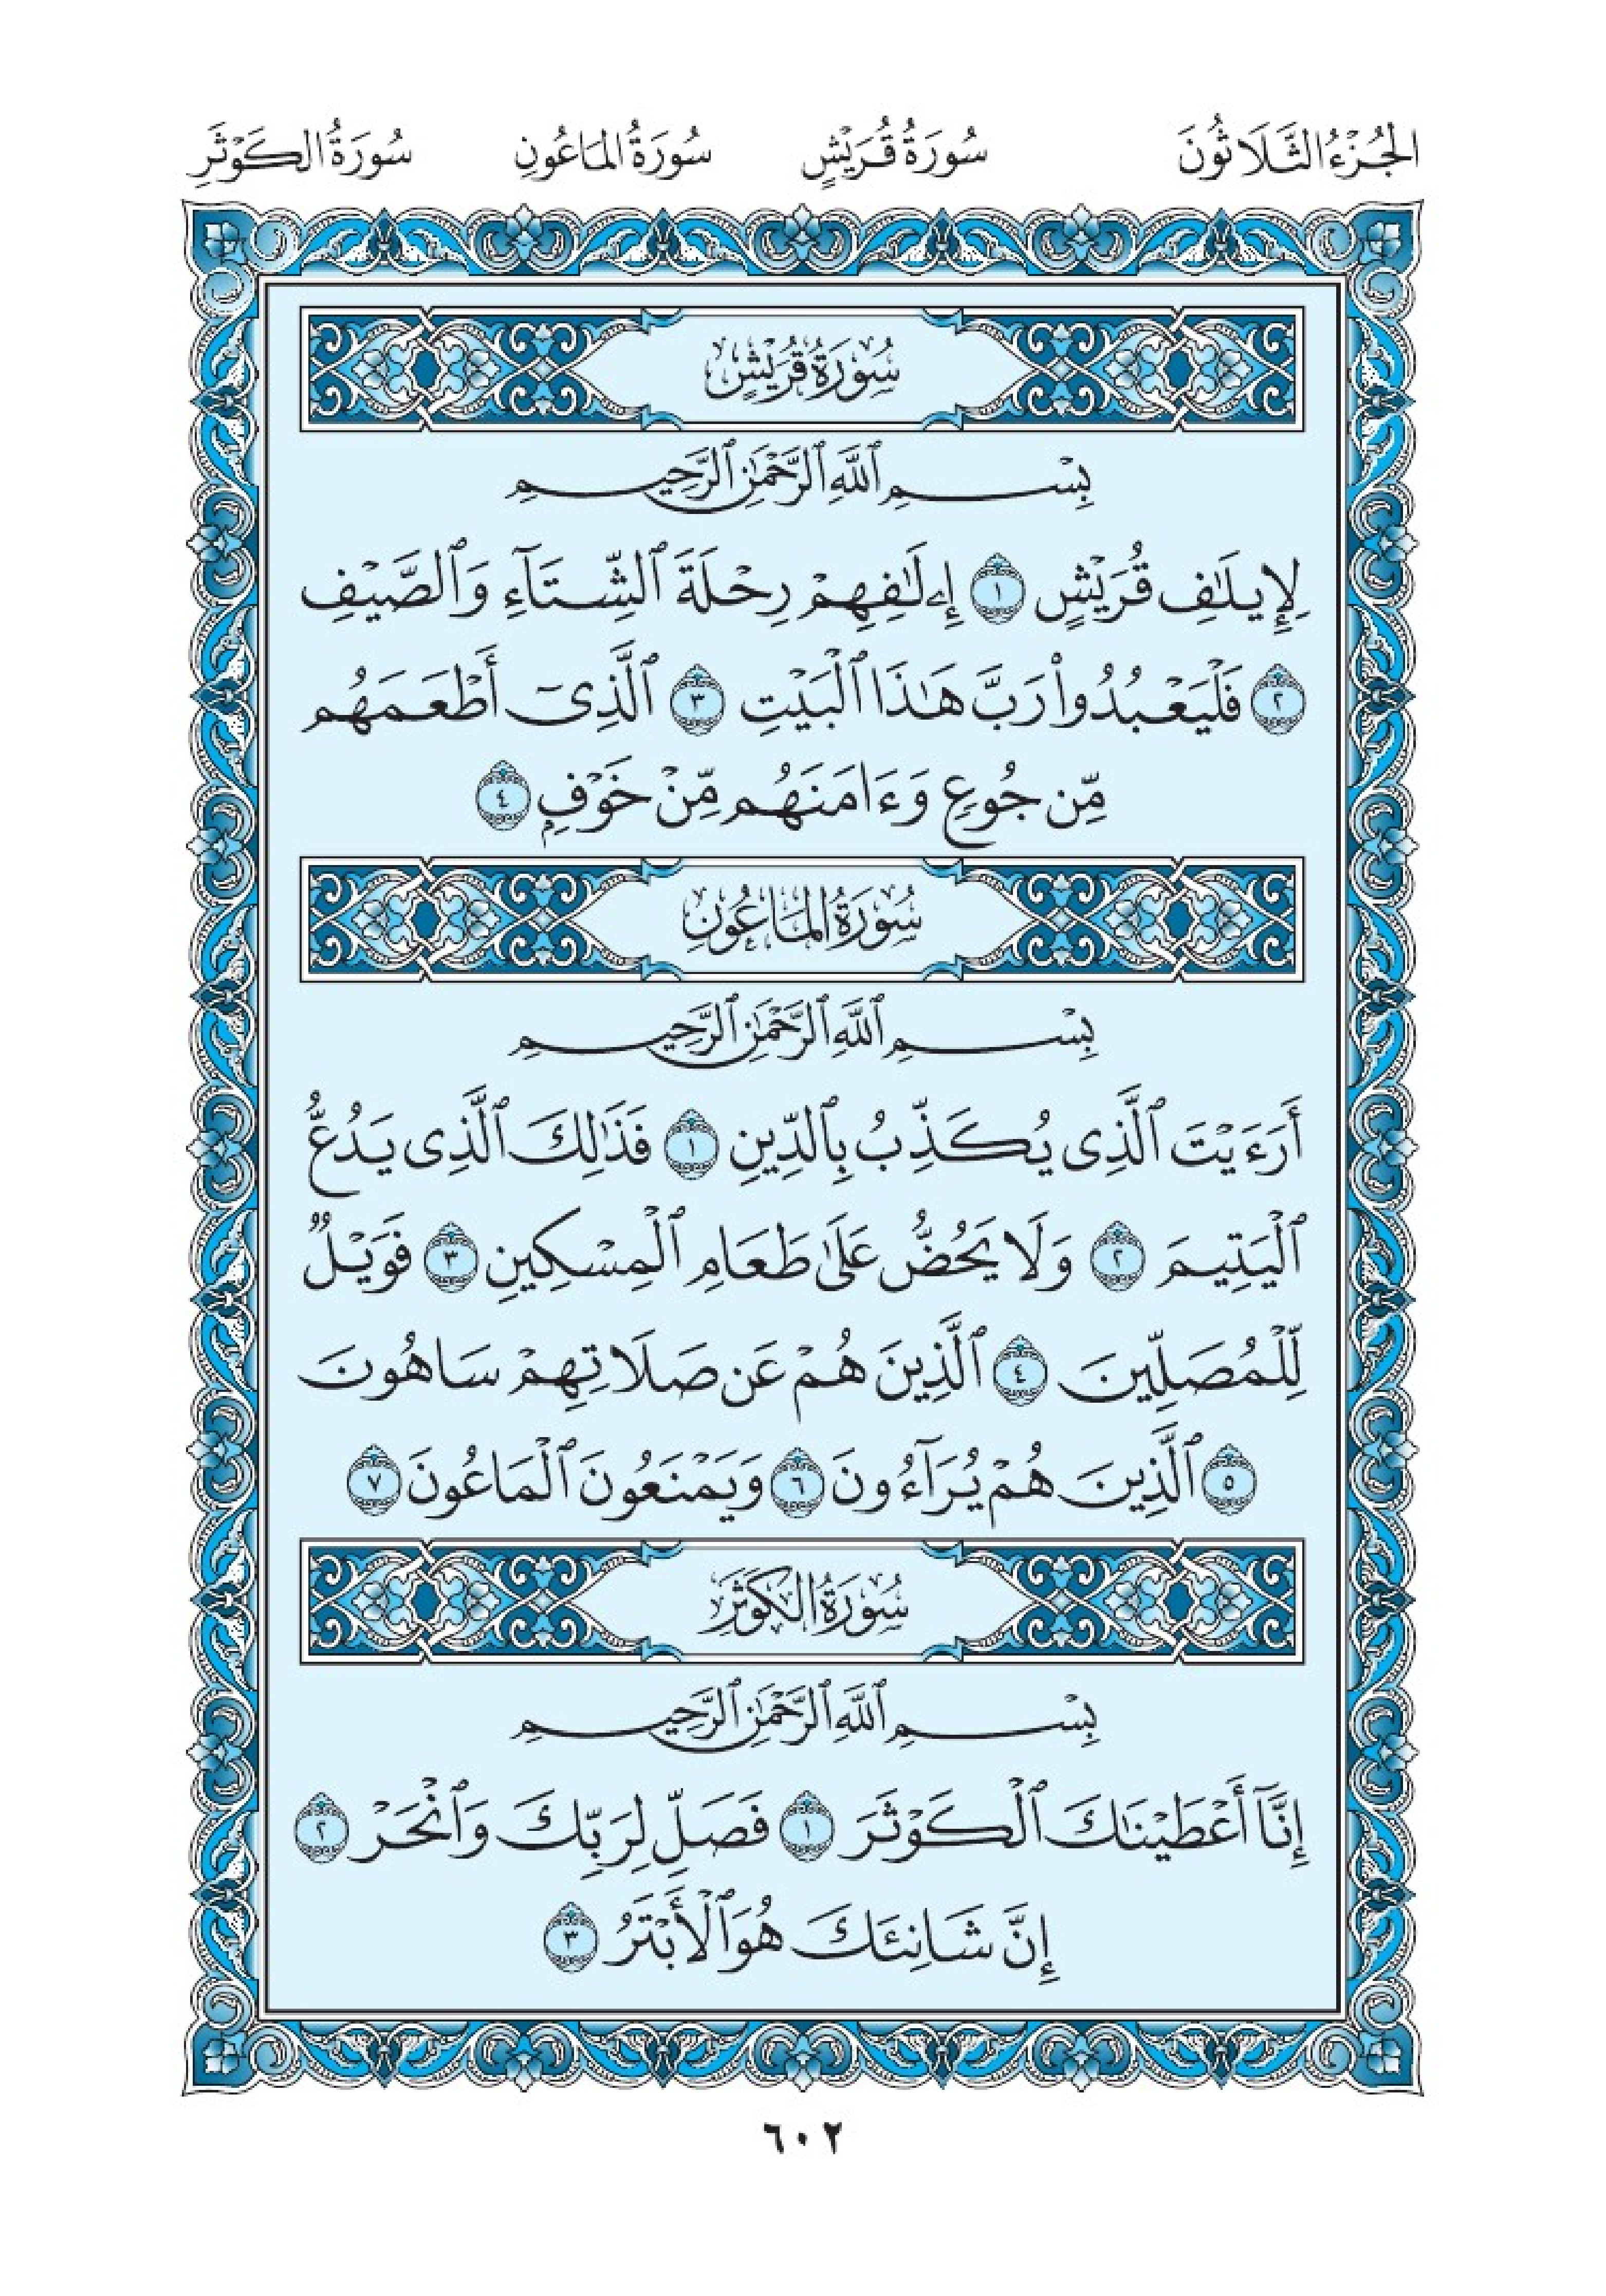 الجُزْءُ الثَّلَاثُونَ سُورَةُ قُرَيْشٍ سُورَةُ المَاعُونِ سُورَةُ الكَوْثَرِ
سُورَةُ قُرَيْشٍ
بِسْمِ ٱللَّهِ ٱلرَّحْمَٰنِ ٱلرَّحِيمِ
لِإِيلَٰفِ قُرَيْشٍ ١ إِۦلَٰفِهِمْ رِحْلَةَ ٱلشِّتَآءِ وَٱلصَّيْفِ
٢ فَلْيَعْبُدُوا۟ رَبَّ هَٰذَا ٱلْبَيْتِ ٣ ٱلَّذِىٓ أَطْعَمَهُم
مِّن جُوعٍ وَءَامَنَهُم مِّنْ خَوْفٍۭ ٤
سُورَةُ المَاعُونِ
بِسْمِ ٱللَّهِ ٱلرَّحْمَٰنِ ٱلرَّحِيمِ
أَرَءَيْتَ ٱلَّذِى يُكَذِّبُ بِٱلدِّينِ ١ فَذَٰلِكَ ٱلَّذِى يَدُعُّ
ٱلْيَتِيمَ ٢ وَلَا يَحُضُّ عَلَىٰ طَعَامِ ٱلْمِسْكِينِ ٣ فَوَيْلٌ
لِّلْمُصَلِّينَ ٤ ٱلَّذِينَ هُمْ عَن صَلَاتِهِمْ سَاهُونَ
٥ ٱلَّذِينَ هُمْ يُرَآءُونَ ٦ وَيَمْنَعُونَ ٱلْمَاعُونَ ٧
سُورَةُ الكَوْثَرِ
بِسْمِ ٱللَّهِ ٱلرَّحْمَٰنِ ٱلرَّحِيمِ
إِنَّآ أَعْطَيْنَٰكَ ٱلْكَوْثَرَ ١ فَصَلِّ لِرَبِّكَ وَٱنْحَرْ ٢
إِنَّ شَانِئَكَ هُوَ ٱلْأَبْتَرُ ٣
٦٠٢